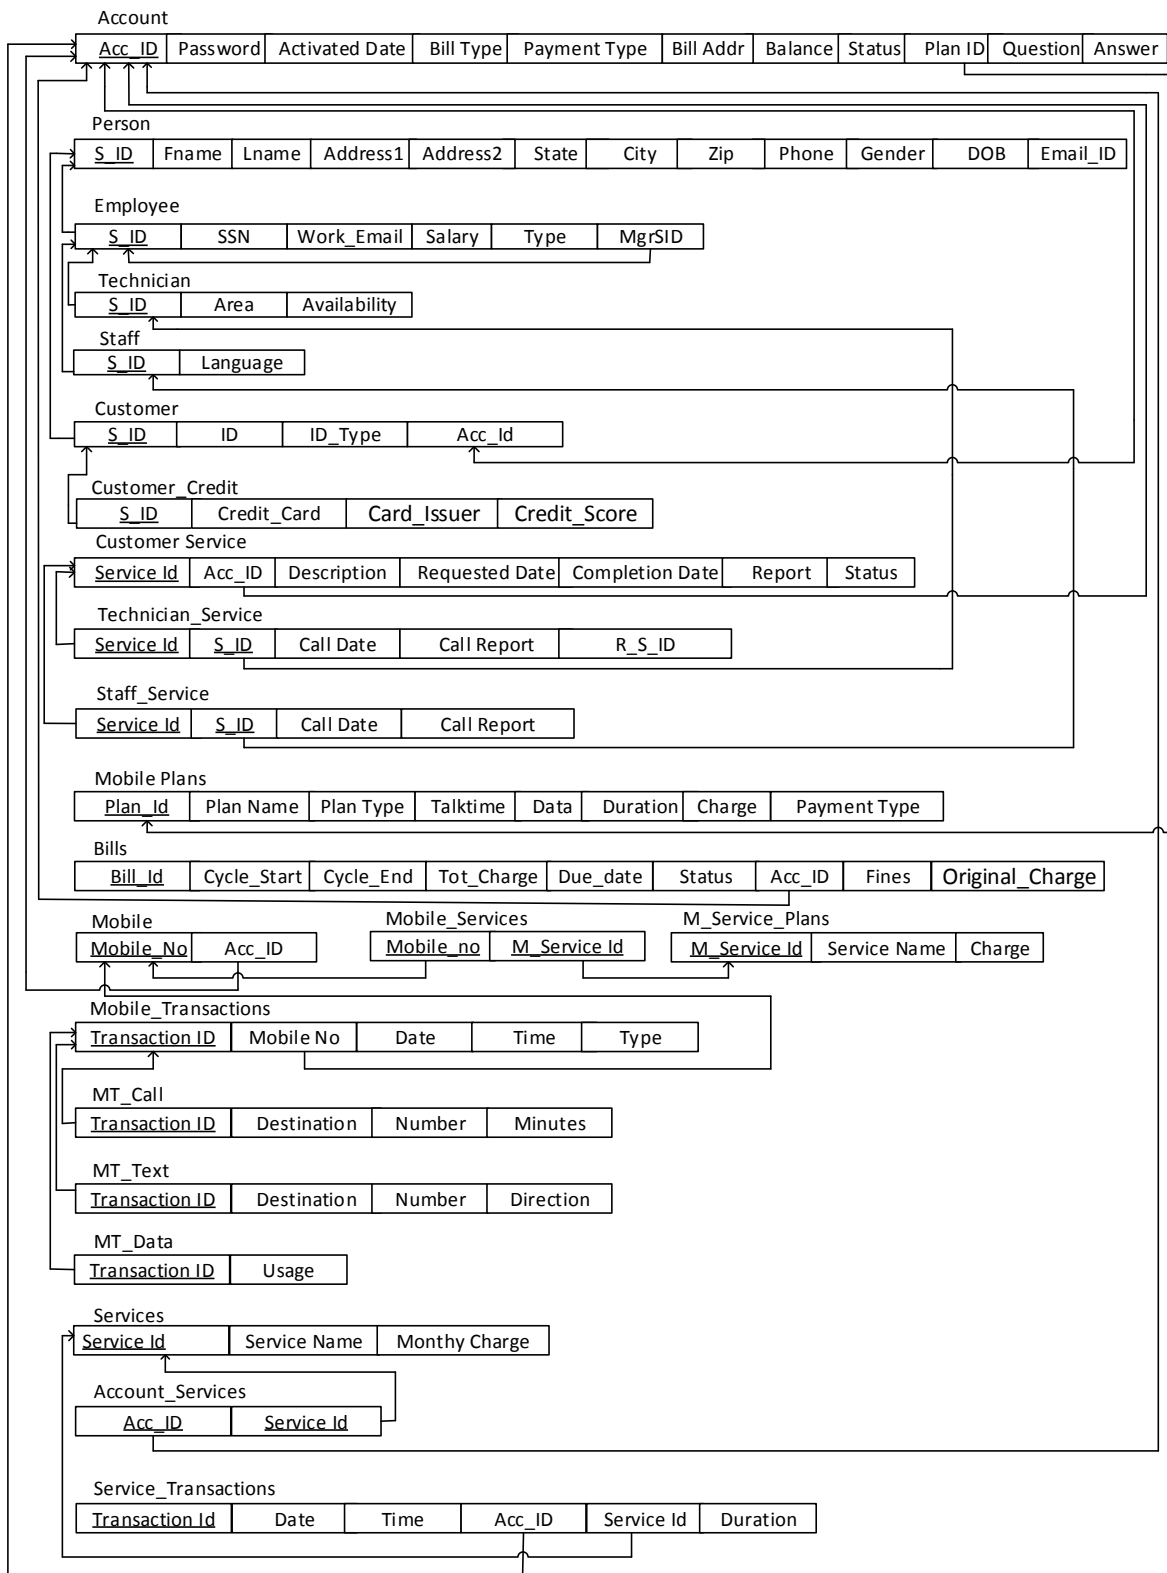 Account
Acc_ID Password Activated Date Bill Type Payment Type Bill Addr Balance Status Plan ID Question Answer
Person
S_ID Fname Lname Address1 Address2 State City Zip Phone Gender DOB Email_ID
Employee
S_ID SSN Work_Email Salary Type MgrSID
Technician
S_ID Area Availability
Staff
S_ID Language
Customer
S_ID ID ID_Type Acc_Id
Customer_Credit
S_ID Credit_Card Card_Issuer Credit_Score
Customer Service
Service Id Acc_ID Description Requested Date Completion Date Report Status
Technician_Service
Service Id S_ID Call Date Call Report R_S_ID
Staff_Service
Service Id S_ID Call Date Call Report
Mobile Plans
Plan_Id Plan Name Plan Type Talktime Data Duration Charge Payment Type
Bills
Bill_Id Cycle_Start Cycle_End Tot_Charge Due_date Status Acc_ID Fines Original_Charge
Mobile Mobile_Services M_Service_Plans
Mobile_No Acc_ID Mobile_no M_Service Id M_Service Id Service Name Charge
Mobile_Transactions
Transaction ID Mobile No Date Time Type
MT_Call
Transaction ID Destination Number Minutes
MT_Text
Transaction ID Destination Number Direction
MT_Data
Transaction ID Usage
Services
Service Id Service Name Monthy Charge
Account_Services
Acc_ID Service Id
Service_Transactions
Transaction Id Date Time Acc_ID Service Id Duration